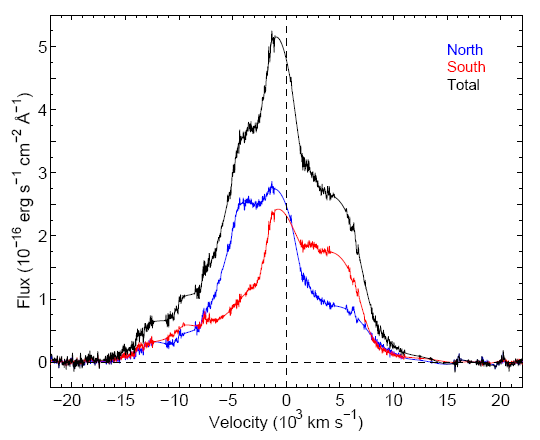 North
South
Total
Flux (10⁻¹⁶ erg s⁻¹ cm⁻² Å⁻¹)
5
4
3
2
1
0
−20 −15 −10 −5 0 5 10 15 20
Velocity (10³ km s⁻¹)